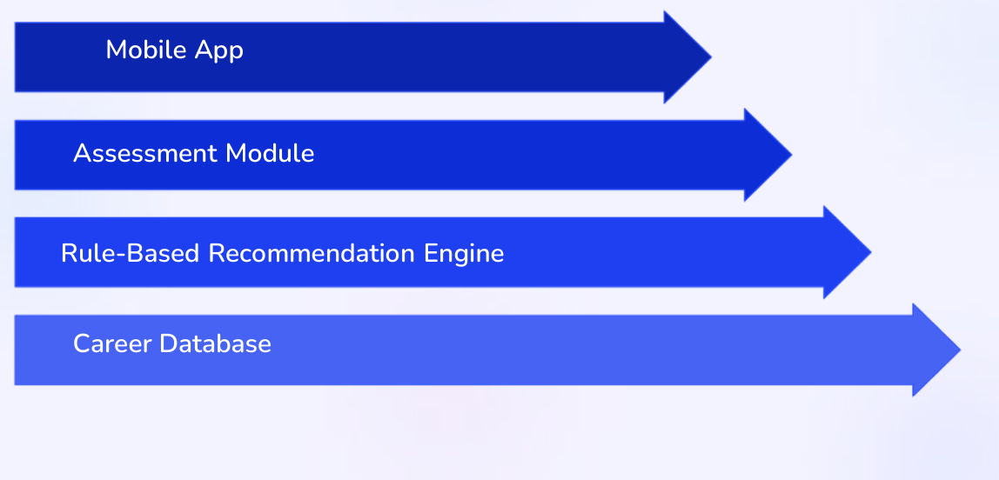 Mobile App
Assessment Module
Rule-Based Recommendation Engine
Career Database